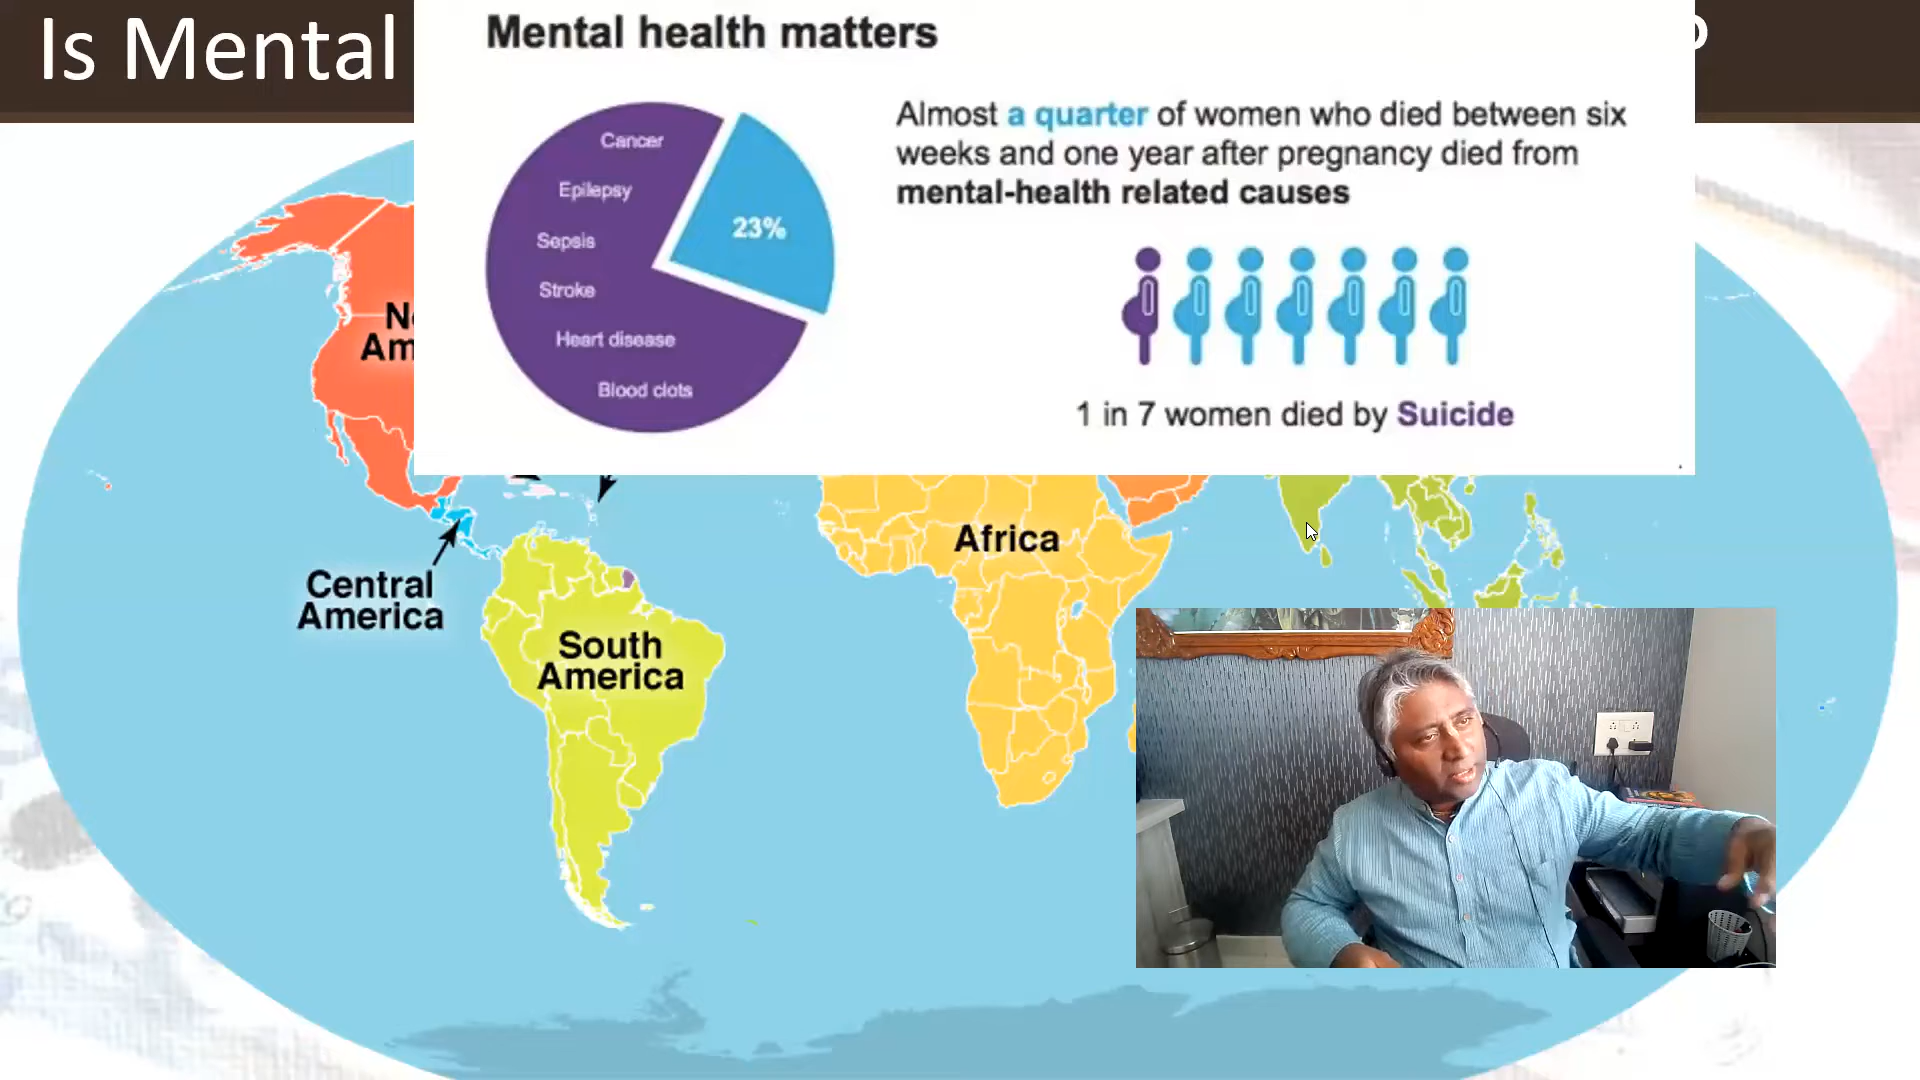 Is Mental
?
Mental health matters
Cancer
Epilepsy
Sepsis
Stroke
Heart disease
Blood clots
23%
Almost a quarter of women who died between six
weeks and one year after pregnancy died from
mental-health related causes
1 in 7 women died by Suicide
Africa
Central
America
South
America